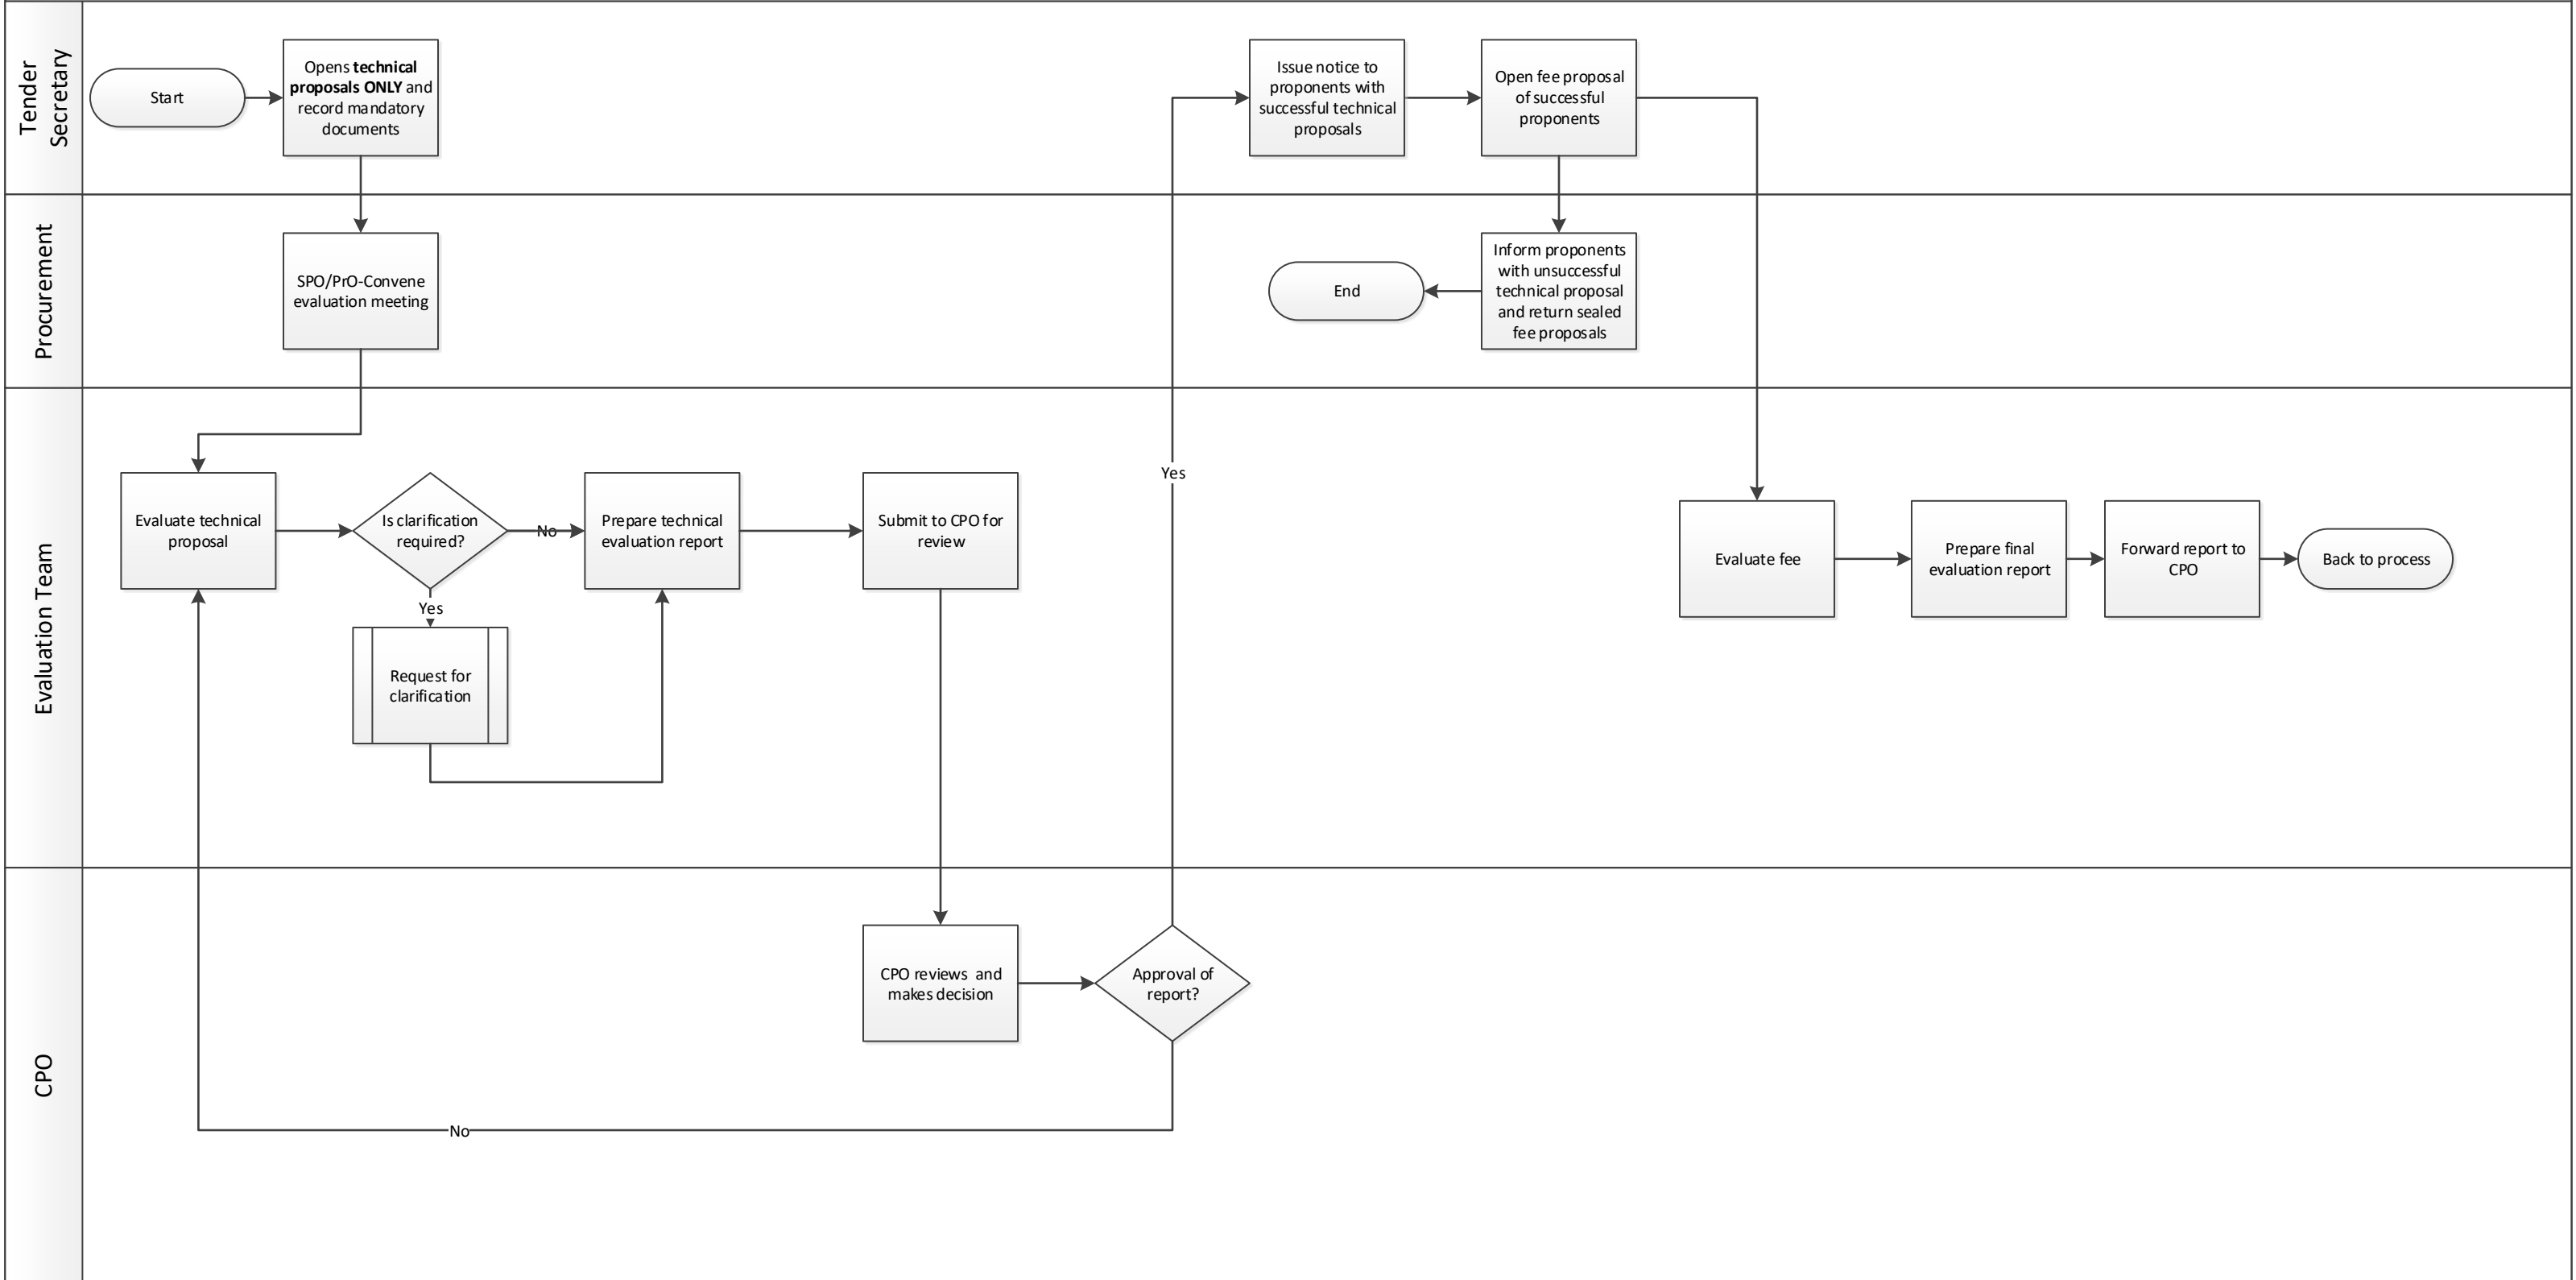 Tender
Secretary
Start
Opens technical
proposals ONLY and
record mandatory
documents
Issue notice to
proponents with
successful technical
proposals
Open fee proposal
of successful
proponents
Procurement
SPO/PrO-Convene
evaluation meeting
End
Inform proponents
with unsuccessful
technical proposal
and return sealed
fee proposals
Evaluation Team
Evaluate technical
proposal
Is clarification
required?
No
Prepare technical
evaluation report
Submit to CPO for
review
Yes
Yes
Request for
clarification
Evaluate fee
Prepare final
evaluation report
Forward report to
CPO
Back to process
CPO
CPO reviews  and
makes decision
Approval of
report?
No